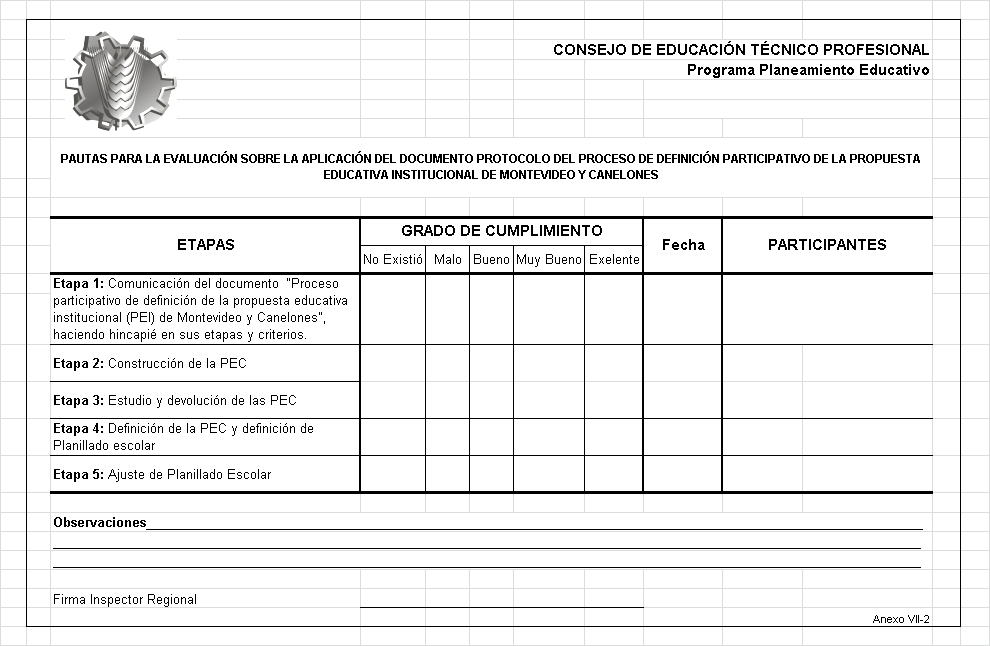 CONSEJO DE EDUCACIÓN TÉCNICO PROFESIONAL
Programa Planeamiento Educativo
PAUTAS PARA LA EVALUACIÓN SOBRE LA APLICACIÓN DEL DOCUMENTO PROTOCOLO DEL PROCESO DE DEFINICIÓN PARTICIPATIVO DE LA PROPUESTA
EDUCATIVA INSTITUCIONAL DE MONTEVIDEO Y CANELONES
ETAPAS
GRADO DE CUMPLIMIENTO
Fecha
PARTICIPANTES
No Existió
Malo
Bueno
Muy Bueno
Exelente
Etapa 1: Comunicación del documento "Proceso
participativo de definición de la propuesta educativa
institucional (PEI) de Montevideo y Canelones",
haciendo hincapié en sus etapas y criterios.
Etapa 2: Construcción de la PEC
Etapa 3: Estudio y devolución de las PEC
Etapa 4: Definición de la PEC y definición de
Planillado escolar
Etapa 5: Ajuste de Planillado Escolar
Observaciones
Firma Inspector Regional
Anexo VII-2